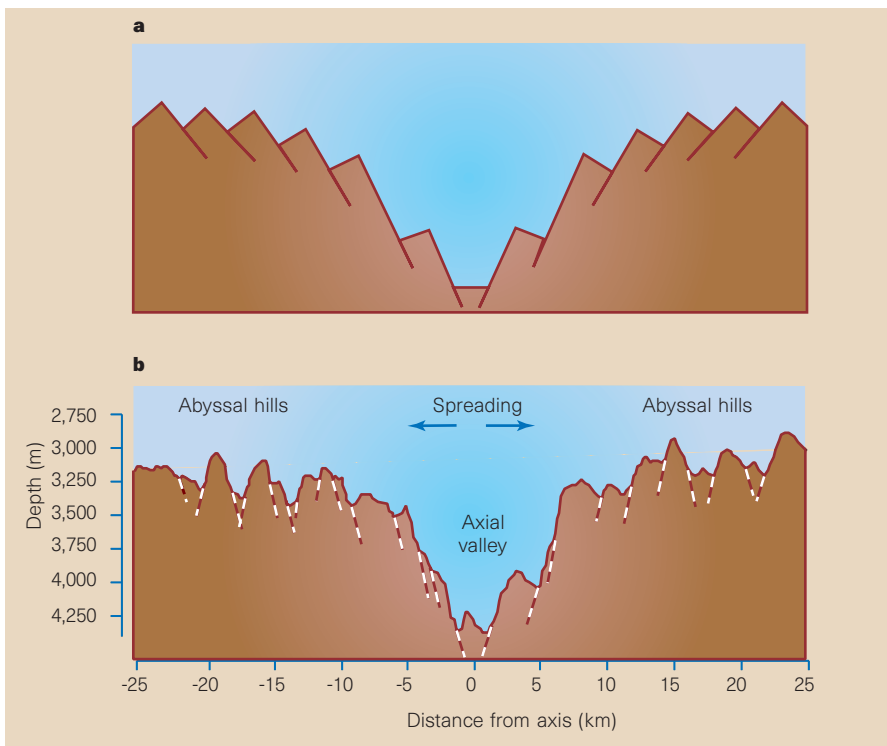 a
b
Abyssal hills
Spreading
Abyssal hills
Axial
valley
Depth (m)
2,750
3,000
3,250
3,500
3,750
4,000
4,250
-25
-20
-15
-10
-5
0
5
10
15
20
25
Distance from axis (km)